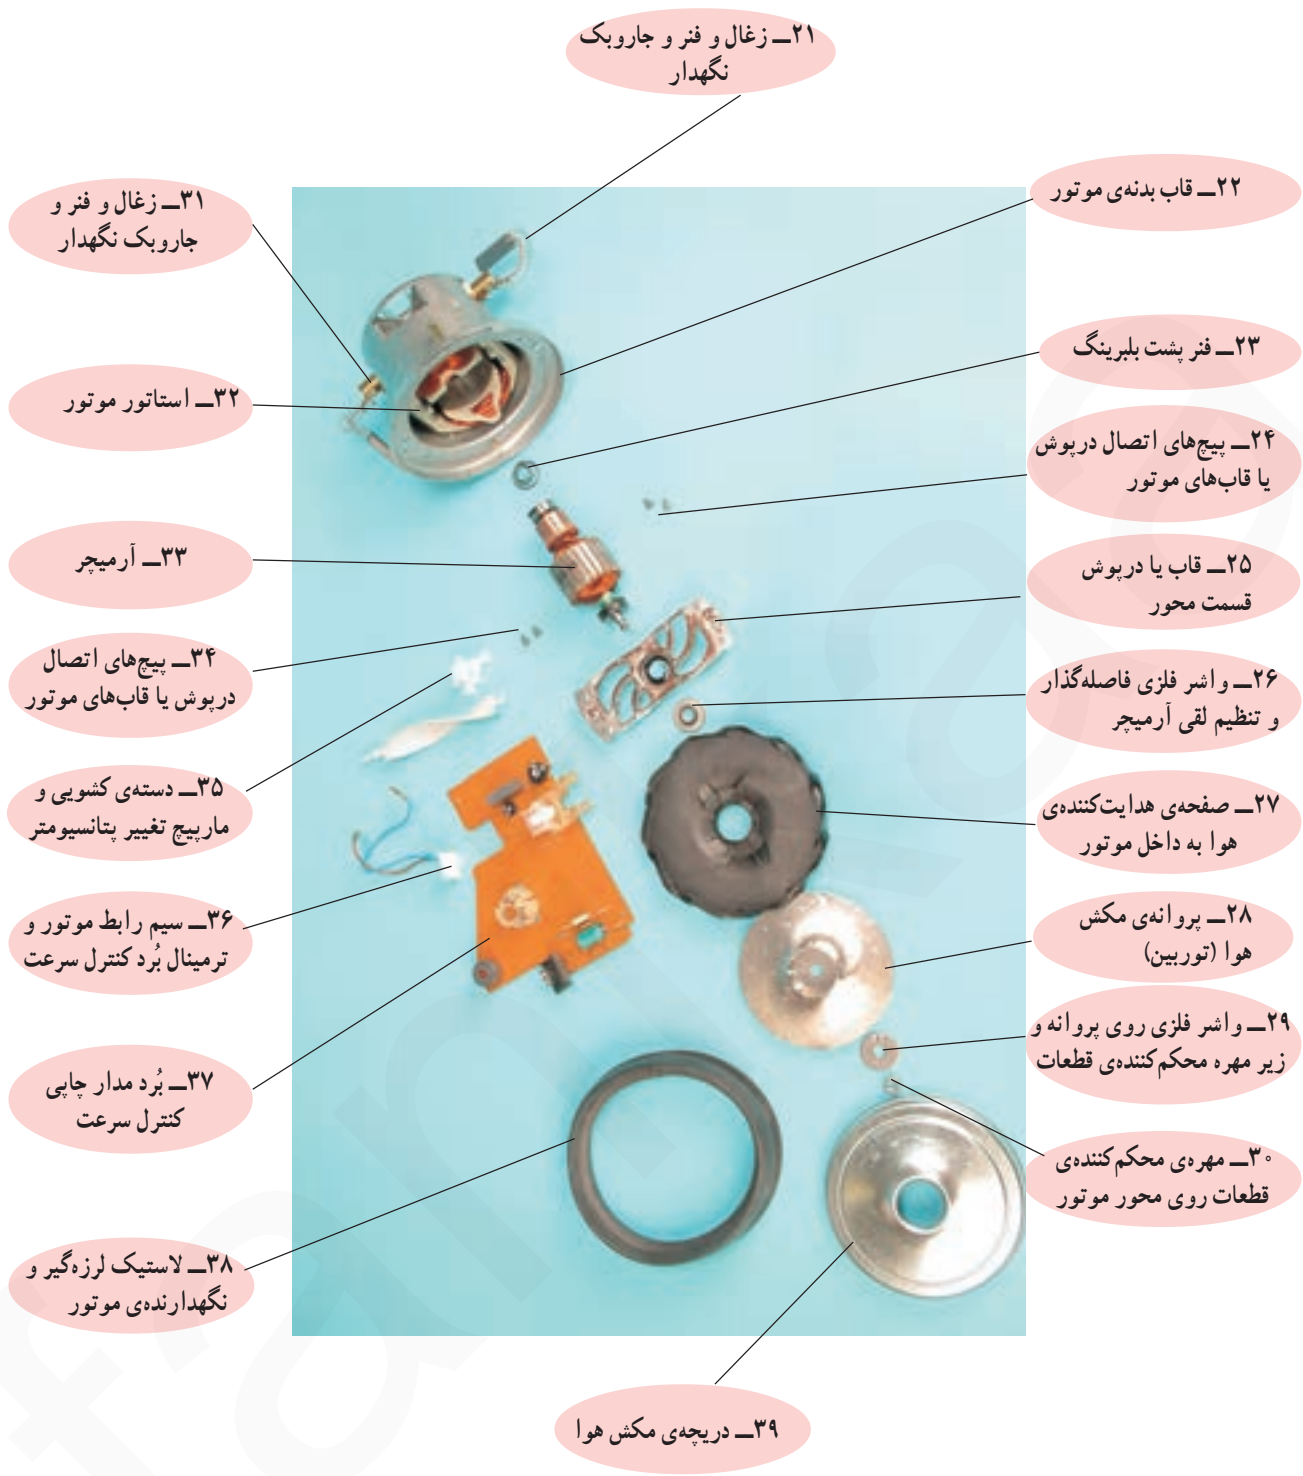 ۲۱ــ زغال و فنر و جاروبک
نگهدار
۲۲ــ قاب بدنه‌ی موتور
۲۳ــ فنر پشت بلبرینگ
۲۴ــ پیچ‌های اتصال درپوش
یا قاب‌های موتور
۲۵ــ قاب یا درپوش
قسمت محور
۲۶ــ واشر فلزی فاصله‌گذار
و تنظیم لقی آرمیچر
۲۷ــ صفحه‌ی هدایت‌کننده‌ی
هوا به داخل موتور
۲۸ــ پروانه‌ی مکش
هوا (توربین)
۲۹ــ واشر فلزی روی پروانه و
زیر مهره محکم‌کننده‌ی قطعات
۳۰ــ مهره‌ی محکم‌کننده‌ی
قطعات روی محور موتور
۳۱ــ زغال و فنر و
جاروبک نگهدار
۳۲ــ استاتور موتور
۳۳ــ آرمیچر
۳۴ــ پیچ‌های اتصال
درپوش یا قاب‌های موتور
۳۵ــ دسته‌ی کشویی و
مارپیچ تغییر پتانسیومتر
۳۶ــ سیم رابط موتور و
ترمینال بُرد کنترل سرعت
۳۷ــ بُرد مدار چاپی
کنترل سرعت
۳۸ــ لاستیک لرزه‌گیر و
نگهدارنده‌ی موتور
۳۹ــ دریچه‌ی مکش هوا